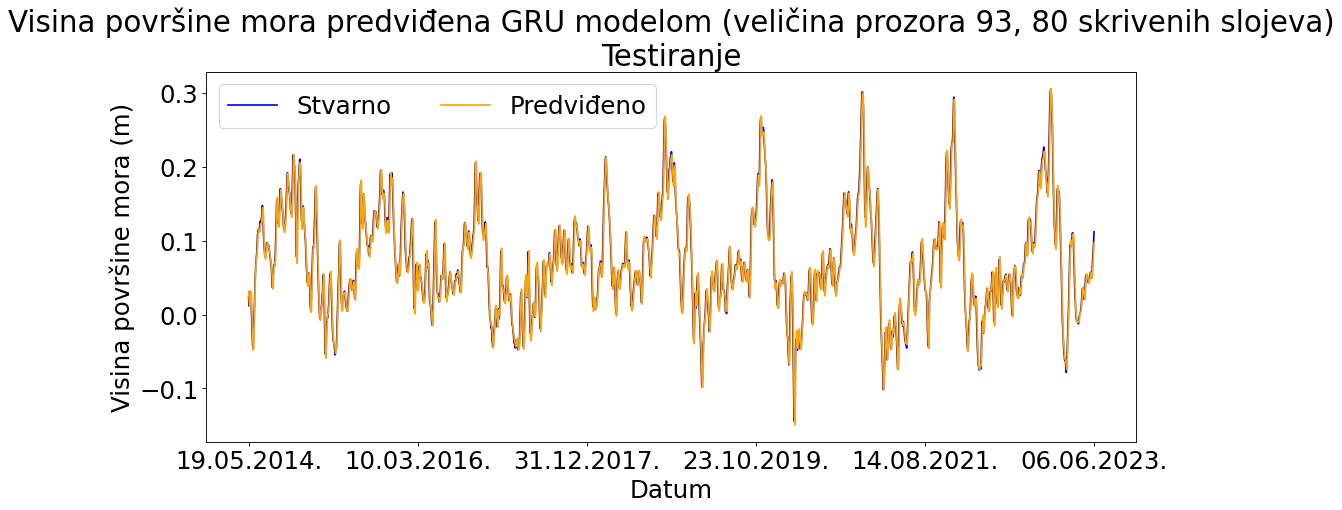 Visina površine mora predviđena GRU modelom (veličina prozora 93, 80 skrivenih slojeva)
Testiranje
Stvarno Predviđeno
Visina površine mora (m)
0.3
0.2
0.1
0.0
−0.1
19.05.2014. 10.03.2016. 31.12.2017. 23.10.2019. 14.08.2021. 06.06.2023.
Datum